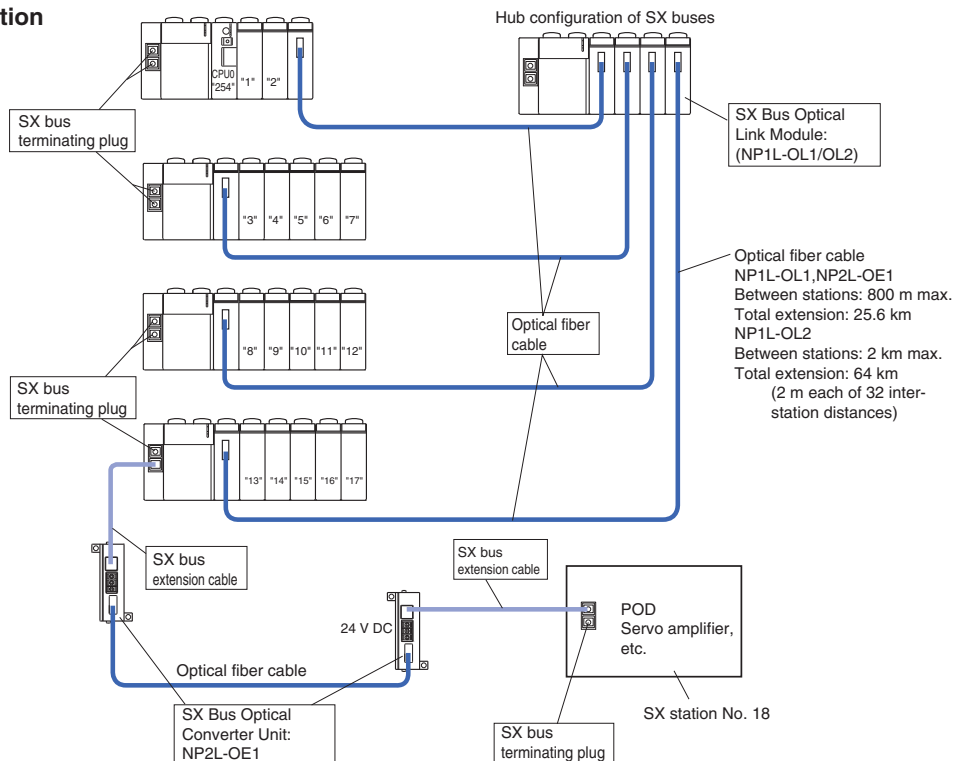 tion
Hub configuration of SX buses
CPU0
"254"
"1"
"2"
SX bus
terminating plug
SX Bus Optical
Link Module:
(NP1L-OL1/OL2)
"3"
"4"
"5"
"6"
"7"
Optical fiber cable
NP1L-OL1,NP2L-OE1
Between stations: 800 m max.
Total extension: 25.6 km
NP1L-OL2
Between stations: 2 km max.
Total extension: 64 km
(2 m each of 32 inter-
station distances)
Optical fiber
cable
"8"
"9"
"10"
"11"
"12"
SX bus
terminating plug
"13"
"14"
"15"
"16"
"17"
SX bus
extension cable
SX bus
extension cable
24 V DC
POD
Servo amplifier,
etc.
Optical fiber cable
SX Bus Optical
Converter Unit:
NP2L-OE1
SX bus
terminating plug
SX station No. 18